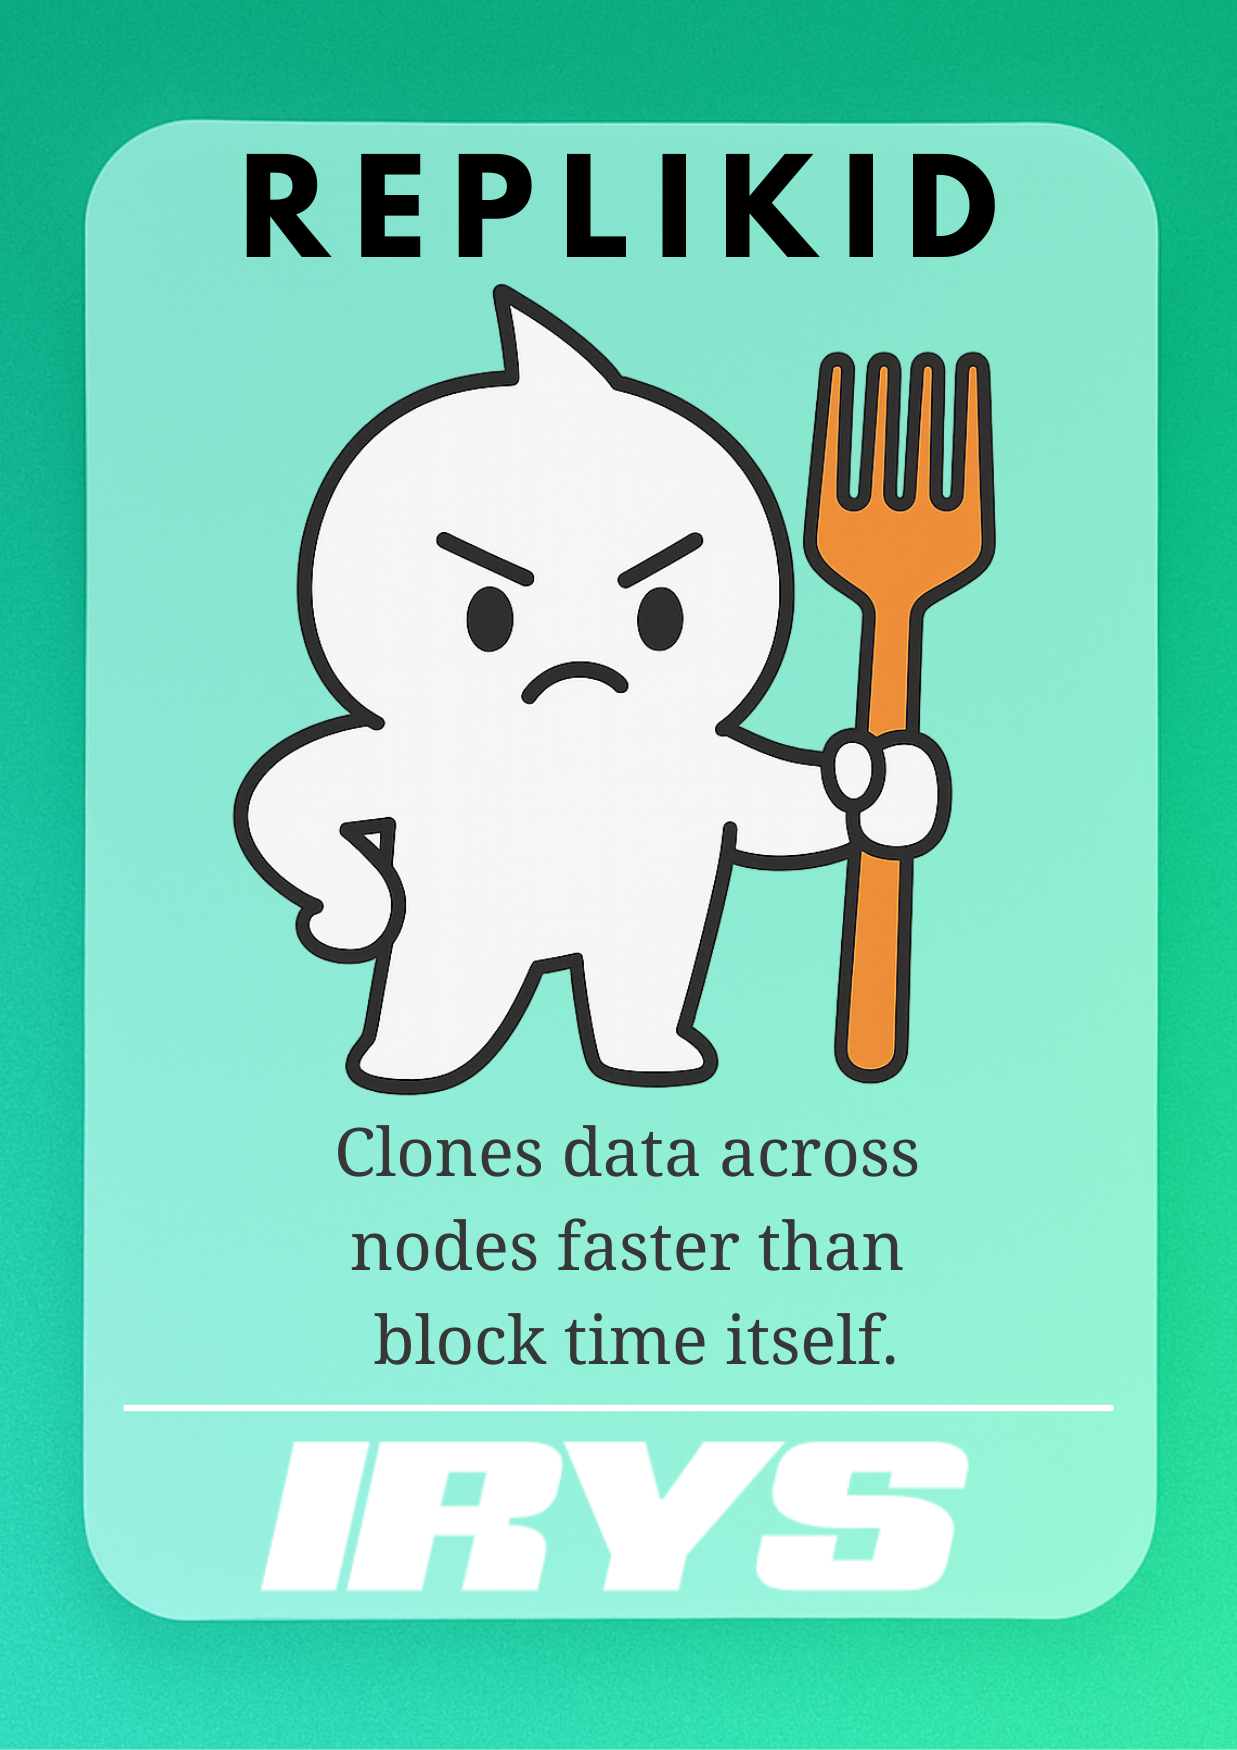 REPLIKID
Clones data across
nodes faster than
block time itself.
IRYS